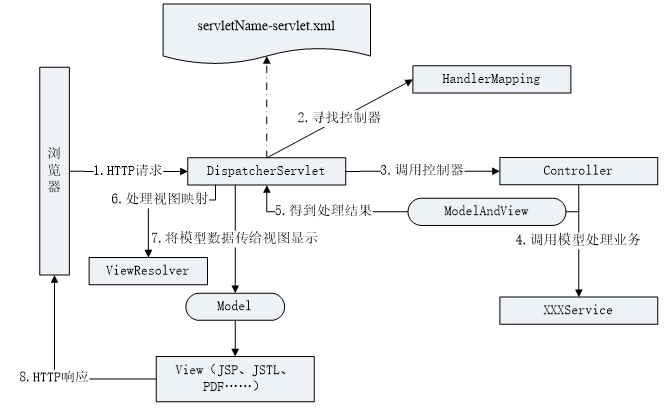 servletName-servlet.xml
HandlerMapping
2.寻找控制器
浏览器
1.HTTP请求
DispatcherServlet
3.调用控制器
Controller
6.处理视图映射
5.得到处理结果
ModelAndView
7.将模型数据传给视图显示
4.调用模型处理业务
ViewResolver
Model
XXXService
8.HTTP响应
View（JSP、JSTL、
PDF……）